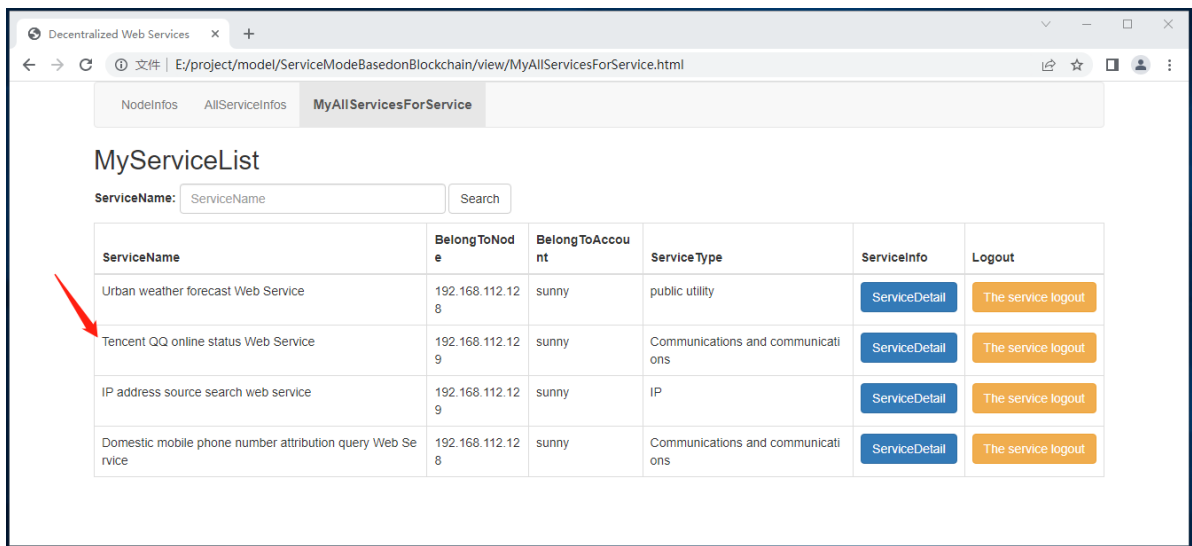 Decentralized Web Services
文件 | E:/project/model/ServiceModeBasedonBlockchain/view/MyAllServicesForService.html
NodeInfos AllServiceInfos MyAllServicesForService
MyServiceList
ServiceName: ServiceName Search
BelongToNod BelongToAccou
ServiceName e nt ServiceType ServiceInfo Logout
Urban weather forecast Web Service 192.168.112.12 sunny public utility ServiceDetail The service logout
8
Tencent QQ online status Web Service 192.168.112.12 sunny Communications and communicati ServiceDetail The service logout
9 ons
IP address source search web service 192.168.112.12 sunny IP ServiceDetail The service logout
9
Domestic mobile phone number attribution query Web Se 192.168.112.12 sunny Communications and communicati ServiceDetail The service logout
rvice 8 ons